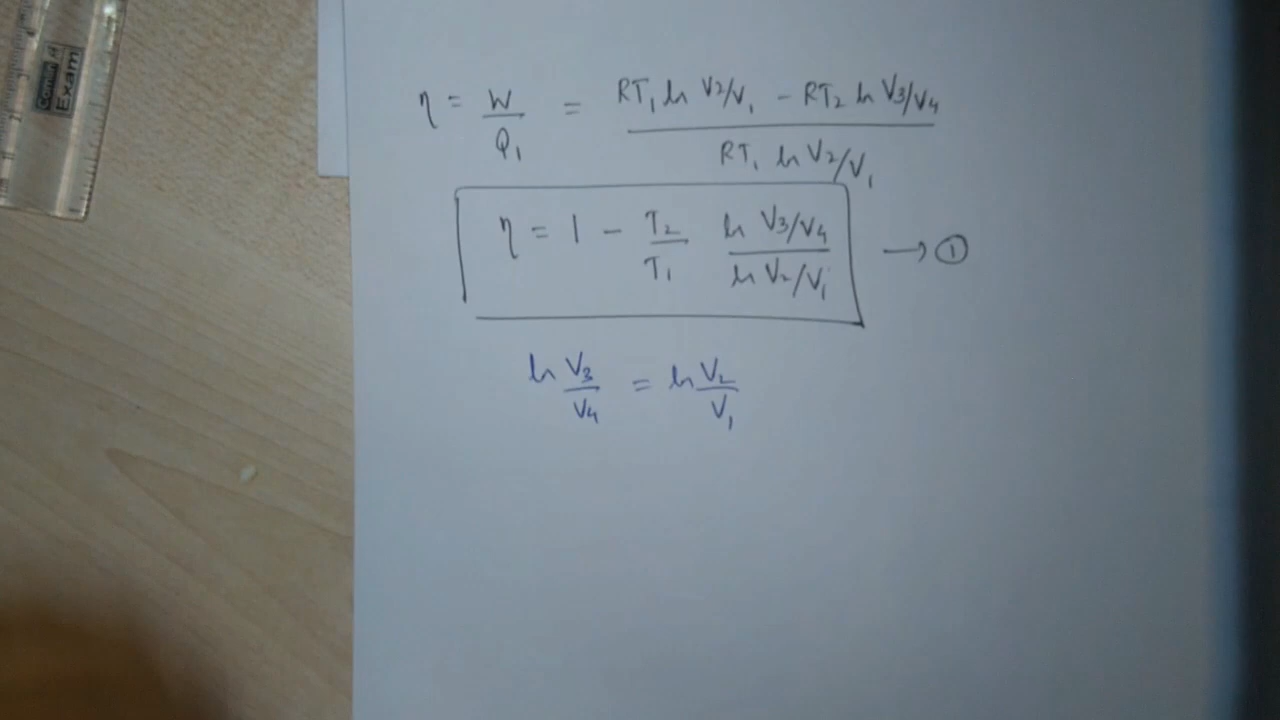 η = W/Q₁ = (RT₁ ln V2/V₁ - RT₂ ln V3/V4) / (RT₁ ln V₂/V₁)
η = 1 - T₂/T₁ (ln V3/V4)/(ln V₂/V₁) → ①
ln V₃/V₄ = ln V₂/V₁
Exam